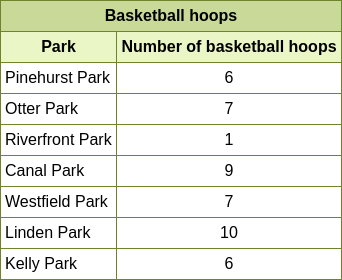 Basketball hoops
Park Number of basketball hoops
Pinehurst Park 6
Otter Park 7
Riverfront Park 1
Canal Park 9
Westfield Park 7
Linden Park 10
Kelly Park 6